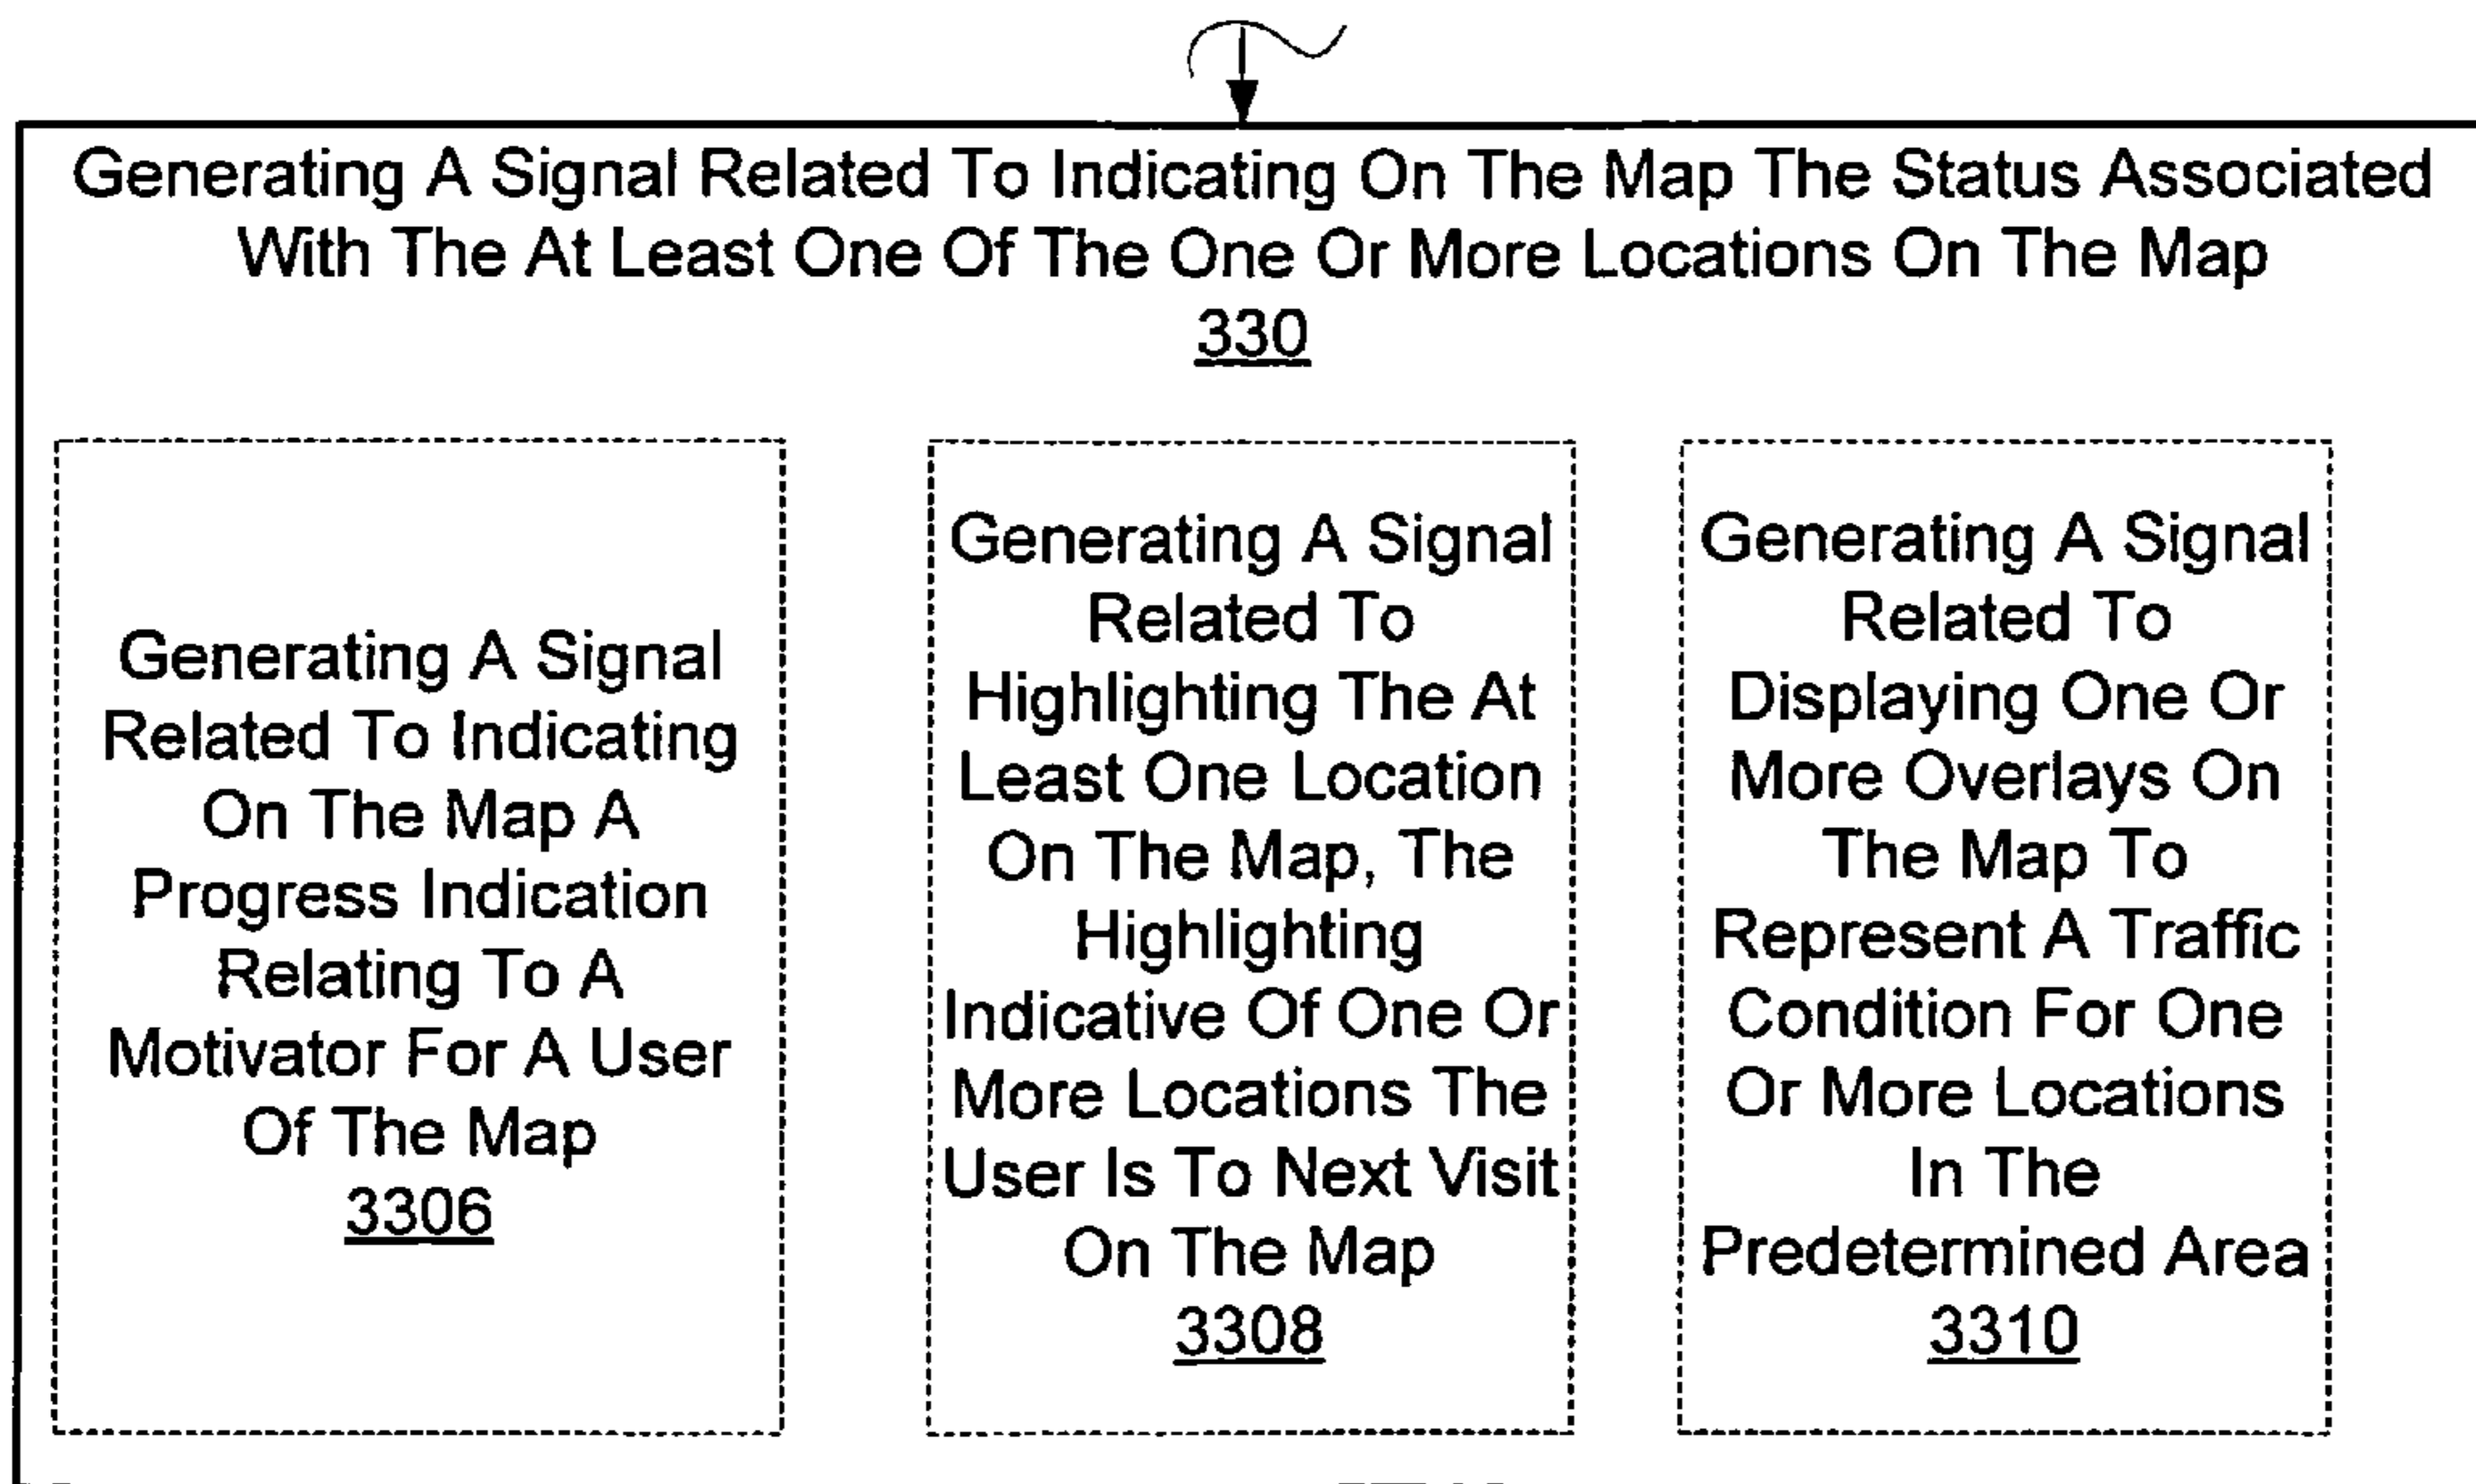 Generating A Signal Related To Indicating On The Map The Status Associated
With The At Least One Of The One Or More Locations On The Map
330
Generating A Signal
Related To Indicating
On The Map A
Progress Indication
Relating To A
Motivator For A User
Of The Map
3306
Generating A Signal
Related To
Highlighting The At
Least One Location
On The Map, The
Highlighting
Indicative Of One Or
More Locations The
User Is To Next Visit
On The Map
3308
Generating A Signal
Related To
Displaying One Or
More Overlays On
The Map To
Represent A Traffic
Condition For One
Or More Locations
In The
Predetermined Area
3310